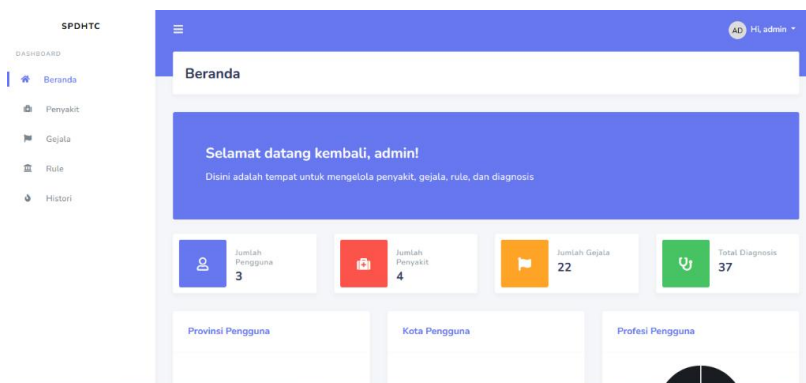 SPDHTC
AD Hi, admin
DASHBOARD
Beranda
Penyakit
Gejala
Rule
Histori
Beranda
Selamat datang kembali, admin!
Disini adalah tempat untuk mengelola penyakit, gejala, rule, dan diagnosis
Jumlah
Pengguna
3
Jumlah
Penyakit
4
Jumlah Gejala
22
Total Diagnosis
37
Provinsi Pengguna
Kota Pengguna
Profesi Pengguna